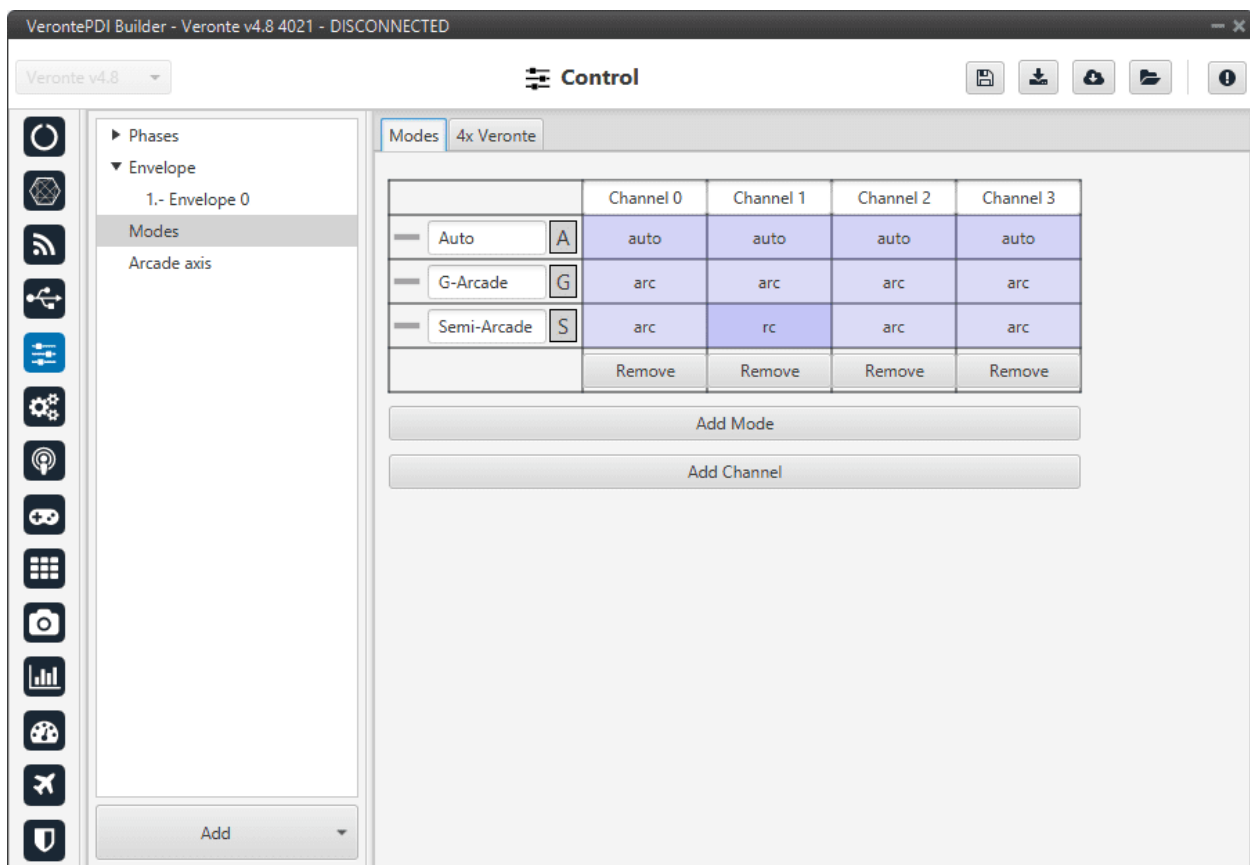 VerontePDI Builder - Veronte v4.8 4021 - DISCONNECTED
Veronte v4.8
Control
Phases
Envelope
1.- Envelope 0
Modes
Arcade axis
Add
Modes 4x Veronte
Channel 0 Channel 1 Channel 2 Channel 3
Auto A auto auto auto auto
G-Arcade G arc arc arc arc
Semi-Arcade S arc rc arc arc
Remove Remove Remove Remove
Add Mode
Add Channel